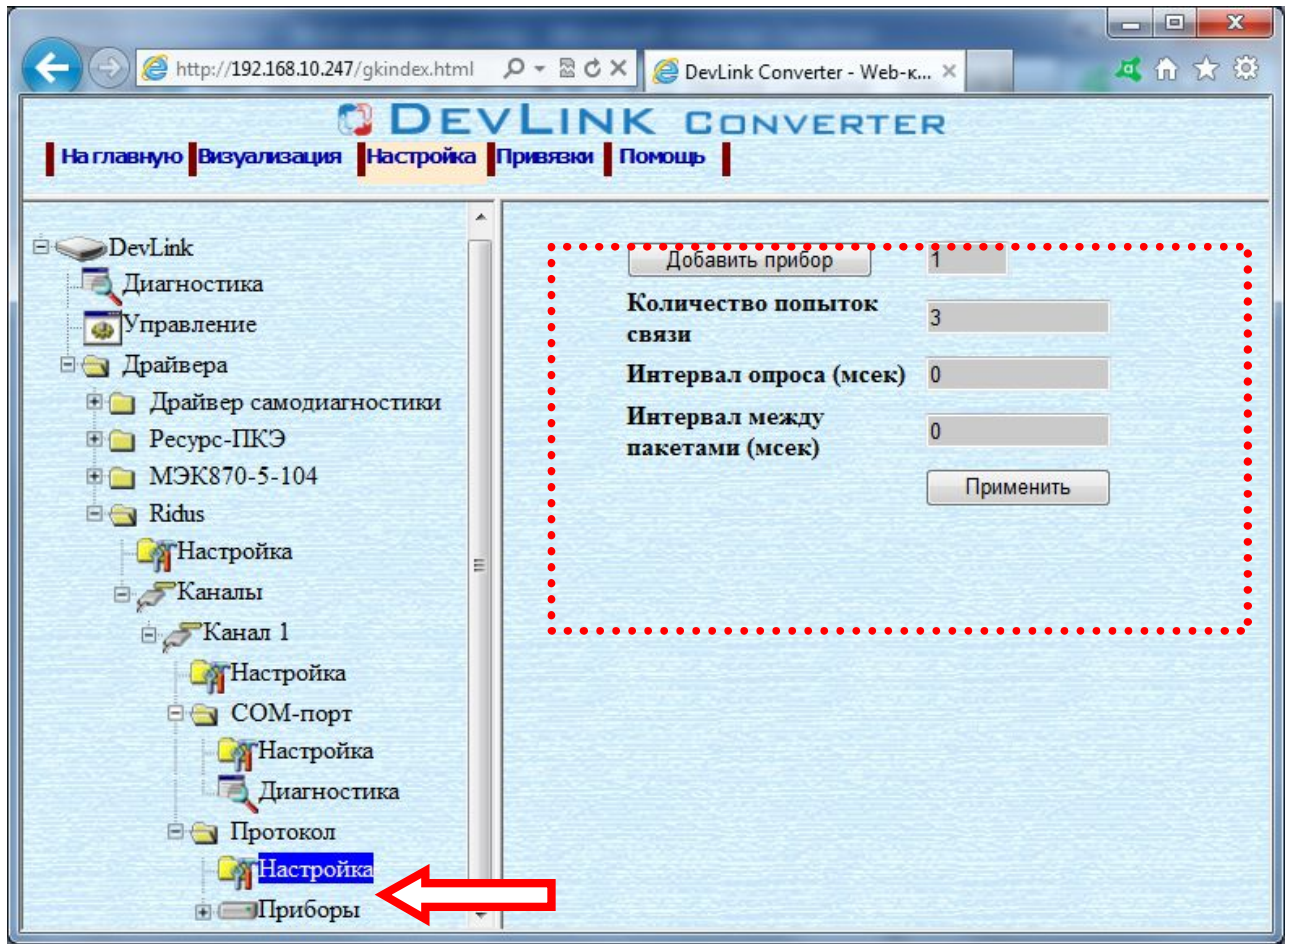 http://192.168.10.247/gkindex.html
DevLink Converter - Web-к...
DEVLINK CONVERTER
На главную Визуализация Настройка Привязки Помощь
DevLink
Диагностика
Управление
Драйвера
Драйвер самодиагностики
Ресурс-ПКЭ
МЭК870-5-104
Ridus
Настройка
Каналы
Канал 1
Настройка
COM-порт
Настройка
Диагностика
Протокол
Настройка
Приборы
Добавить прибор 1
Количество попыток
связи
3
Интервал опроса (мсек) 0
Интервал между
пакетами (мсек)
0
Применить